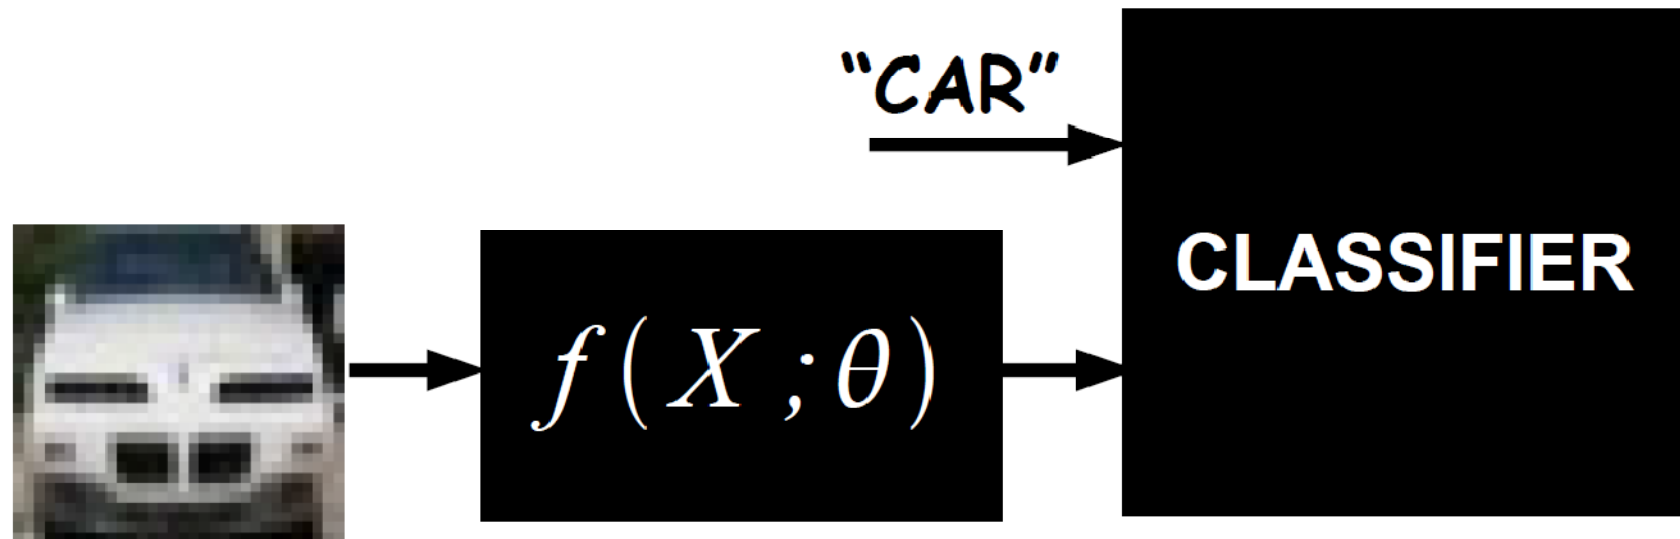 “CAR”
CLASSIFIER
f(X;θ)